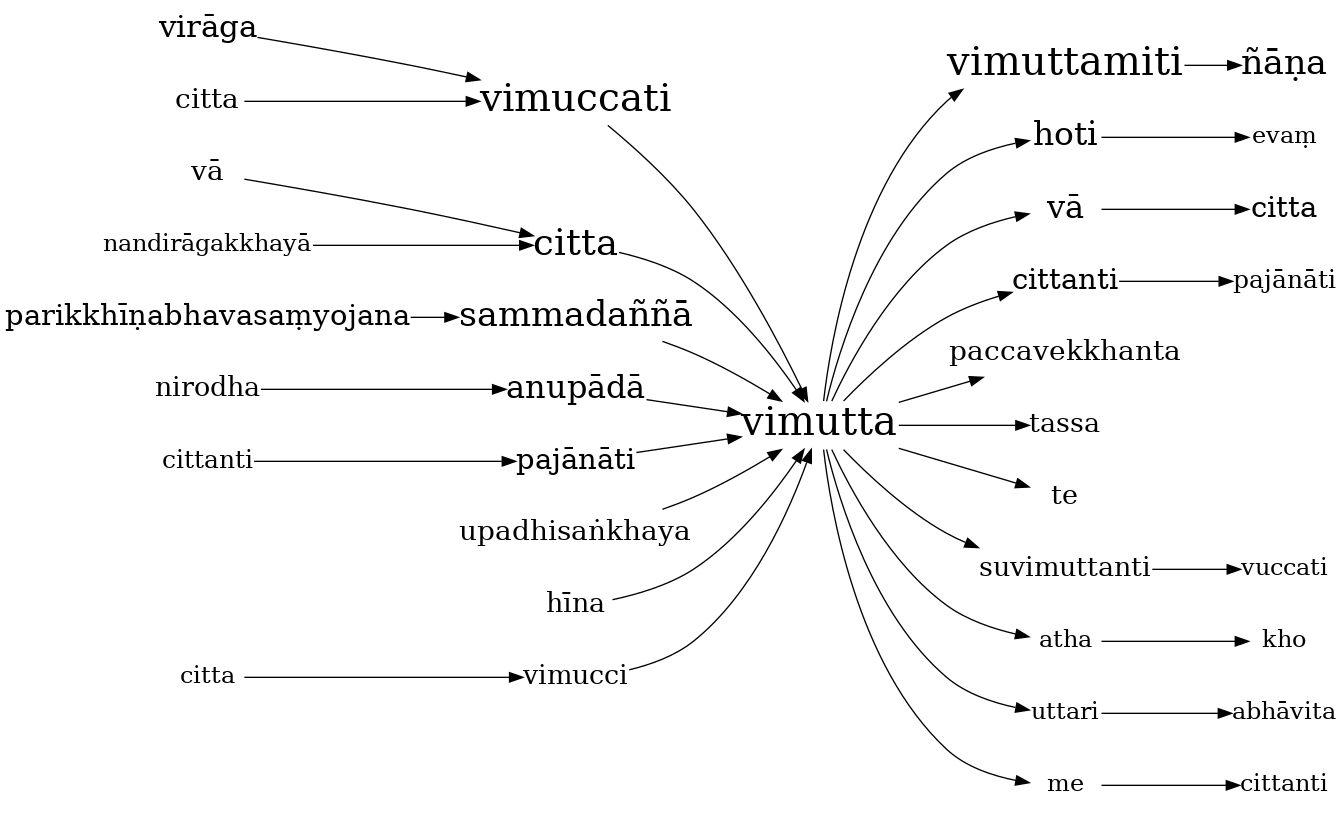 virāga
citta
vā
nandirāgakkhayā
parikkhīṇabhavasaṃyojana
nirodha
cittanti
citta
vimuccati
citta
sammadaññā
anupādā
pajānāti
upadhisaṅkhaya
hīna
vimucci
vimutta
vimuttamiti
hoti
vā
cittanti
paccavekkhanta
tassa
te
suvimuttanti
atha
uttari
me
ñāṇa
evaṃ
citta
pajānāti
vuccati
kho
abhāvita
cittanti